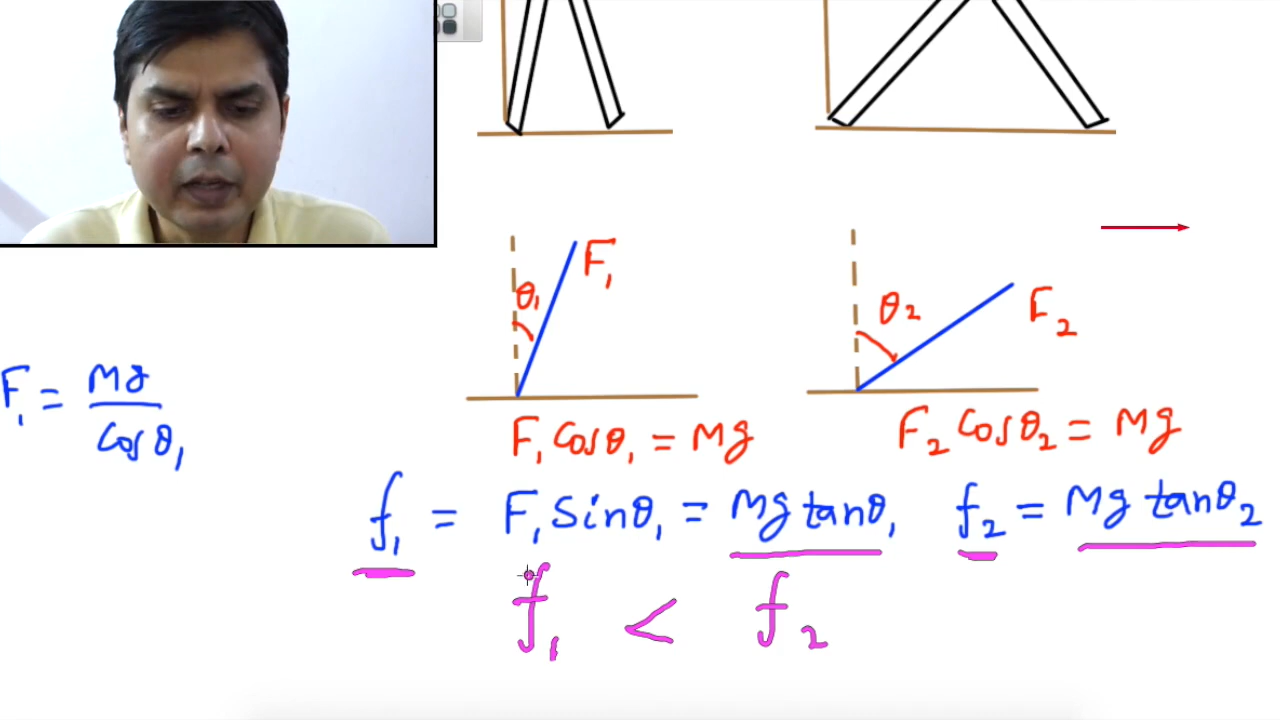 F₁
θ₁
θ₂
F₂
F₁ = Mg / cosθ₁
F₁ cosθ₁ = Mg
F₂ cosθ₂ = Mg
f₁ = F₁ sinθ₁ = Mg tanθ₁
f₂ = Mg tanθ₂
f₁ < f₂